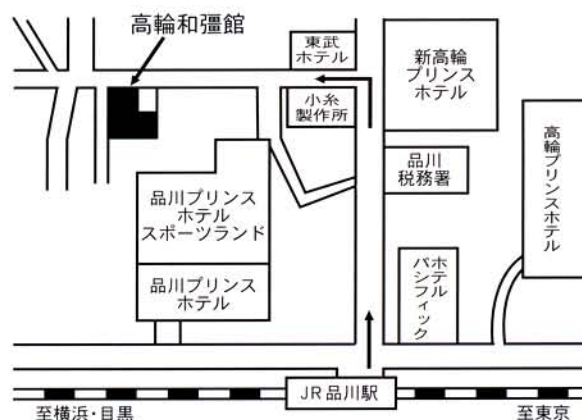 高輪和彊館
東武
ホテル
新高輪
プリンス
ホテル
小糸
製作所
高輪プリンスホテル
品川
税務署
品川プリンス
ホテル
スポーツランド
ホテル
パシフィック
品川プリンス
ホテル
JR品川駅
至横浜・目黒
至東京